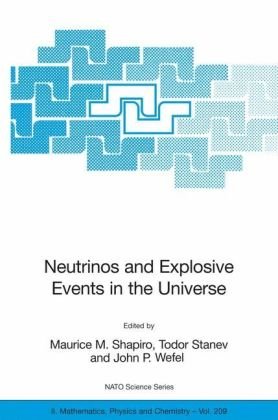 Neutrinos and Explosive
Events in the Universe
Edited by
Maurice M. Shapiro, Todor Stanev
and John P. Wefel
NATO Science Series
II. Mathematics, Physics and Chemistry – Vol. 209